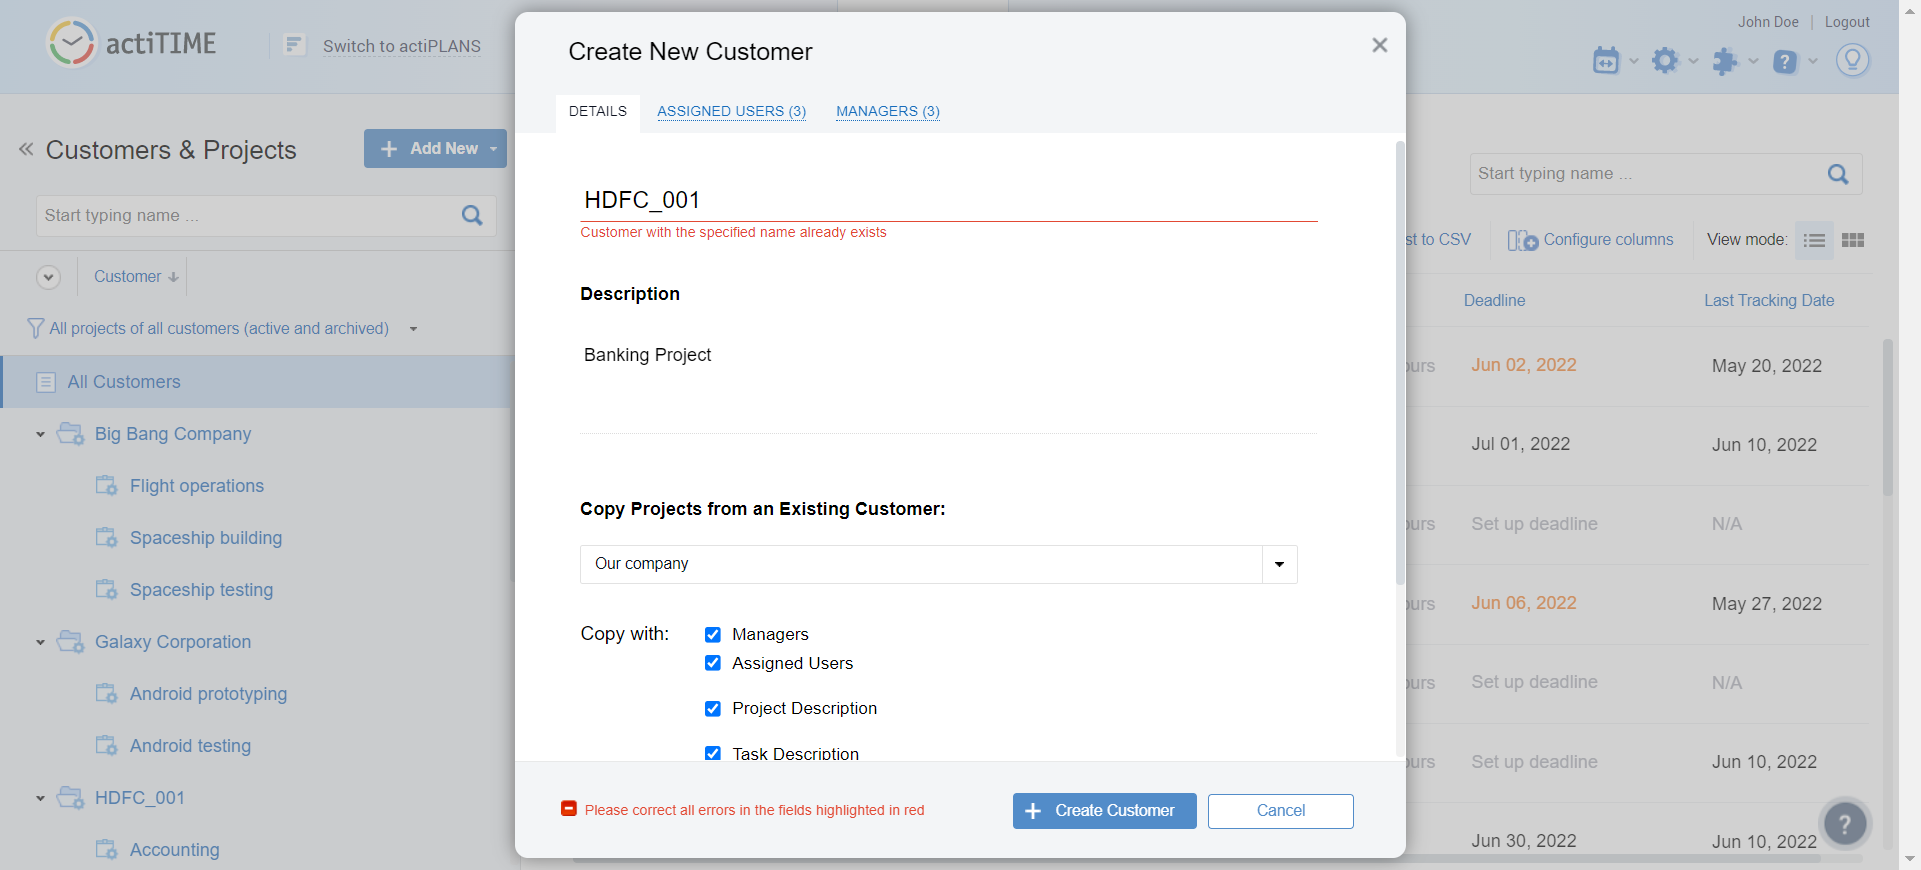 actiTIME
Switch to actiPLANS
John Doe
Logout
Customers & Projects
Add New
Start typing name ...
Customer
All projects of all customers (active and archived)
All Customers
Big Bang Company
Flight operations
Spaceship building
Spaceship testing
Galaxy Corporation
Android prototyping
Android testing
HDFC_001
Accounting
Create New Customer
DETAILS
ASSIGNED USERS (3)
MANAGERS (3)
HDFC_001
Customer with the specified name already exists
Description
Banking Project
Copy Projects from an Existing Customer:
Our company
Copy with:
Managers
Assigned Users
Project Description
Task Description
Please correct all errors in the fields highlighted in red
Create Customer
Cancel
Start typing name ...
to CSV
Configure columns
View mode:
Deadline
Last Tracking Date
Jun 02, 2022
May 20, 2022
Jul 01, 2022
Jun 10, 2022
Set up deadline
N/A
Jun 06, 2022
May 27, 2022
Set up deadline
N/A
Set up deadline
Jun 10, 2022
Jun 30, 2022
Jun 10, 2022
?